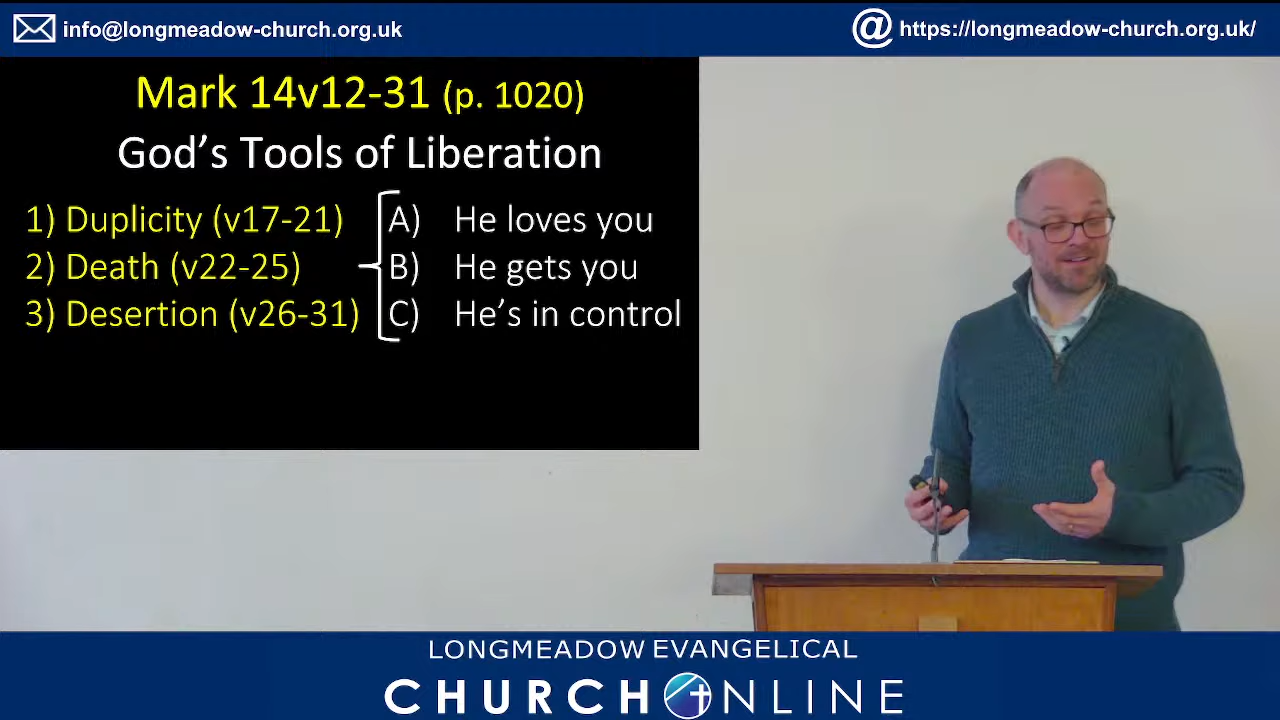 info@longmeadow-church.org.uk
@ https://longmeadow-church.org.uk/
Mark 14v12-31 (p. 1020)
God's Tools of Liberation
1) Duplicity (v17-21)
2) Death (v22-25)
3) Desertion (v26-31)
A) He loves you
B) He gets you
C) He's in control
LONGMEADOW EVANGELICAL
CHURCH ONLINE